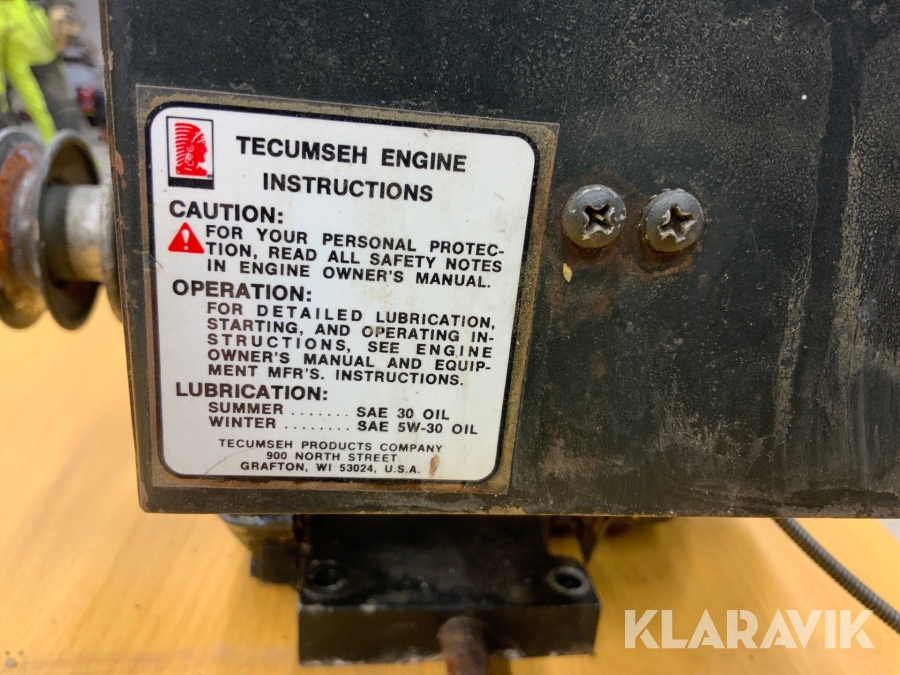 TECUMSEH ENGINE
INSTRUCTIONS
CAUTION:
FOR YOUR PERSONAL PROTEC-
TION, READ ALL SAFETY NOTES
IN ENGINE OWNER'S MANUAL.
OPERATION:
FOR DETAILED LUBRICATION,
STARTING, AND OPERATING IN-
STRUCTIONS, SEE ENGINE
OWNER'S MANUAL AND EQUIP-
MENT MFR'S. INSTRUCTIONS.
LUBRICATION:
SUMMER ....... SAE 30 OIL
WINTER ........ SAE 5W-30 OIL
TECUMSEH PRODUCTS COMPANY
900 NORTH STREET
GRAFTON, WI 53024, U.S.A.
KLARAVIK